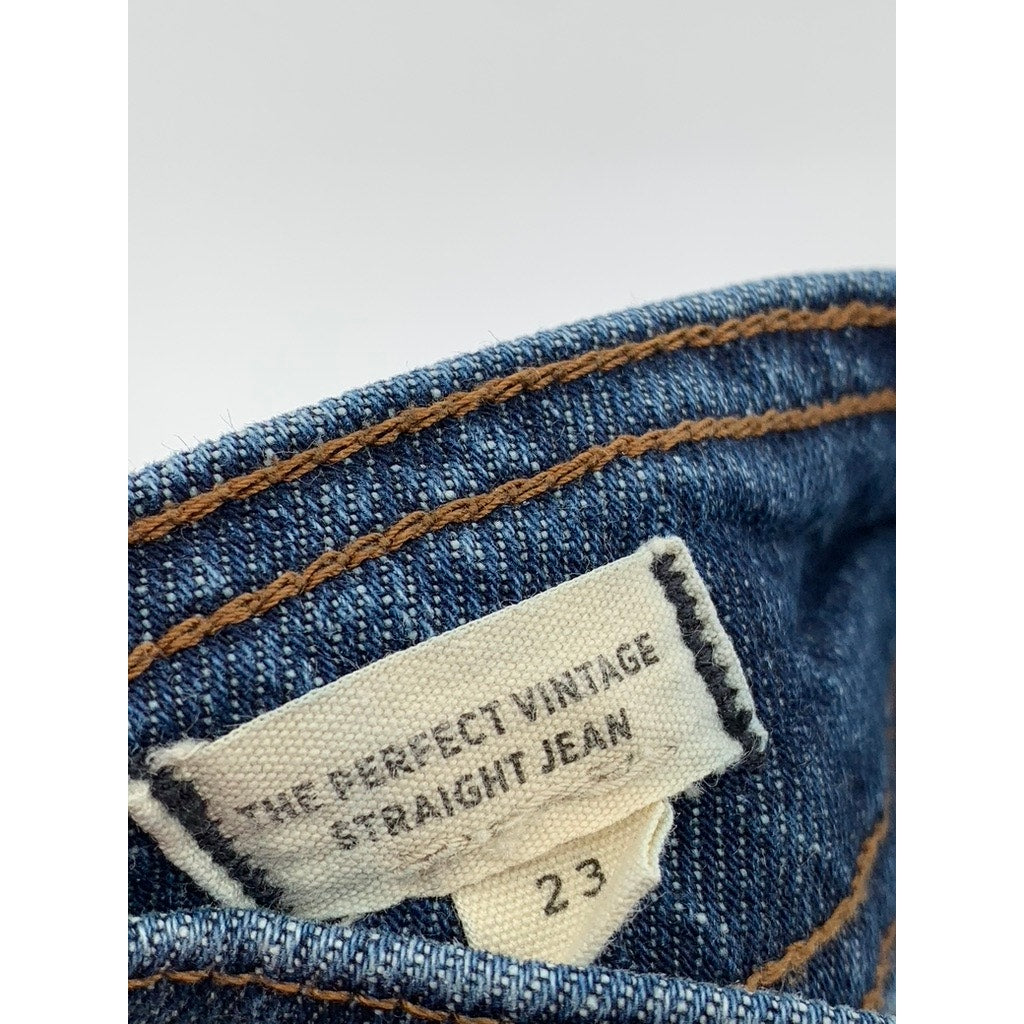 THE PERFECT VINTAGE
STRAIGHT JEAN
23